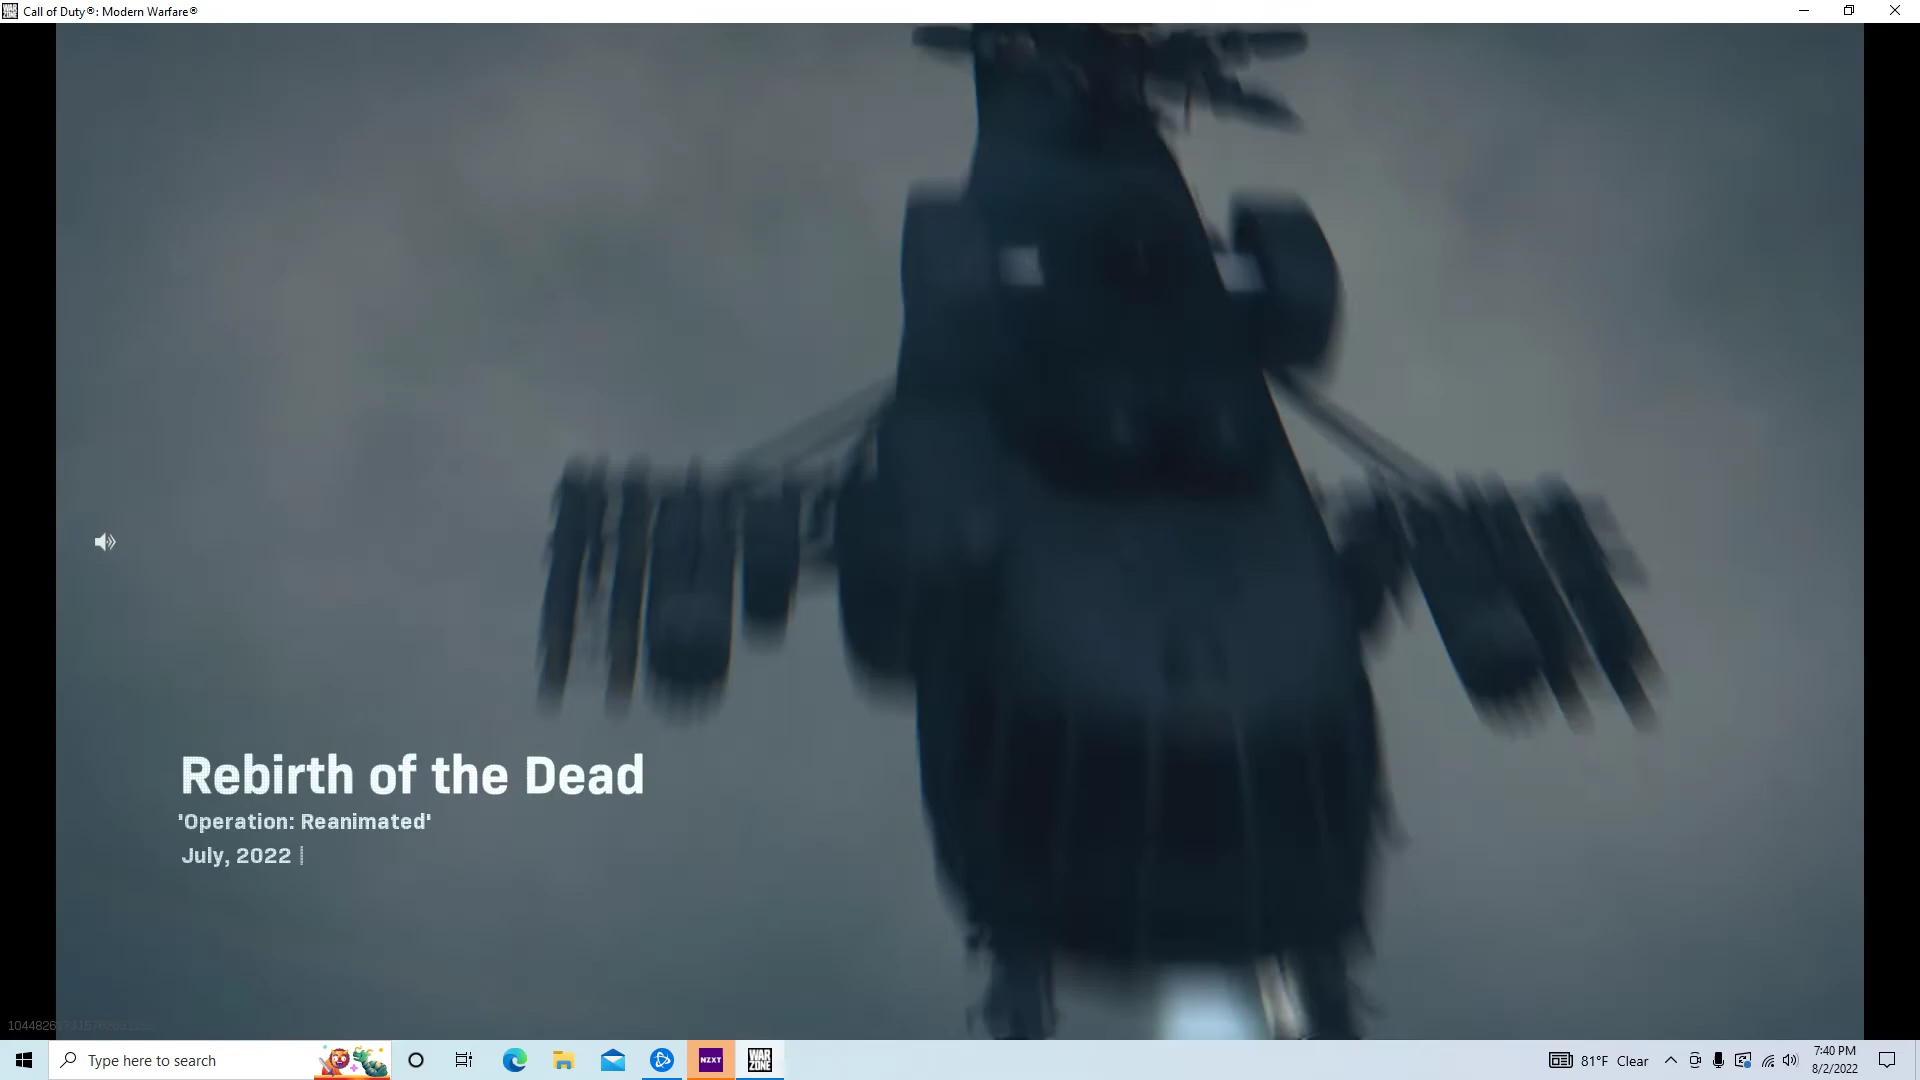 Call of Duty®: Modern Warfare®
Rebirth of the Dead
'Operation: Reanimated'
July, 2022
Type here to search
NZXT
WAR
ZONE
81°F Clear
7:40 PM
8/2/2022